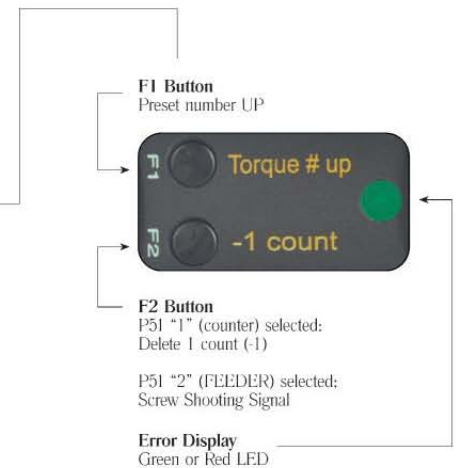 F1 Button
Preset number UP
F1
Torque # up
F2
-1 count
F2 Button
P51 "1" (counter) selected:
Delete 1 count (-1)
P51 "2" (FEEDER) selected:
Screw Shooting Signal
Error Display
Green or Red LED